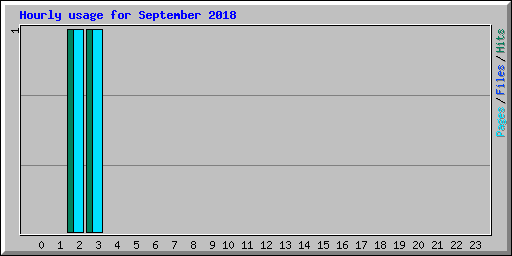 Hourly usage for September 2018
1
Pages/Files/Hits
0 1 2 3 4 5 6 7 8 9 10 11 12 13 14 15 16 17 18 19 20 21 22 23